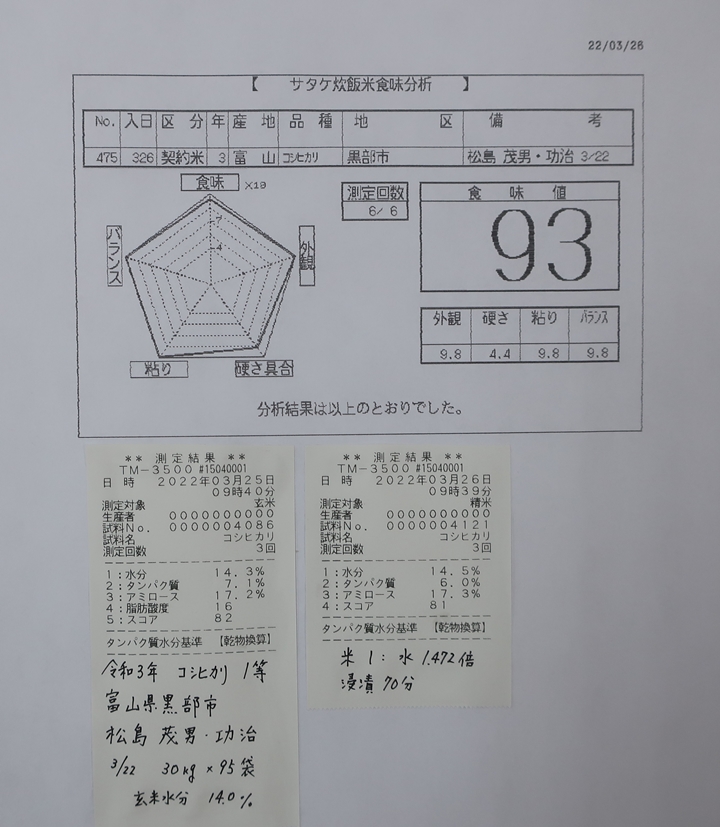 22/03/26
【 サタケ炊飯米食味分析 】
No. 入日 区分 年 産地 品種 地区 備考
475 326 契約米 3 富山 コシヒカリ 黒部市 松島 茂男・功治 3/22
食味 ×10
バランス
外観
7
4
粘り
硬さ具合
測定回数
6/ 6
食味値
93
外観 硬さ 粘り バランス
9.8 4.4 9.8 9.8
分析結果は以上のとおりでした。
** 測定結果 **
TM-3500 #15040001
日 時 2022年03月25日
09時40分
測定対象 玄米
生産者 0000000000
試料No. 0000004086
試料名 コシヒカリ
測定回数 3回
1:水分 14.3%
2:タンパク質 7.1%
3:アミロース 17.2%
4:脂肪酸度 16
5:スコア 82
タンパク質水分基準 【乾物換算】
令和3年 コシヒカリ 1等
富山県黒部市
松島 茂男・功治
3/22 30kg×95袋
玄米水分 14.0%
** 測定結果 **
TM-3500 #15040001
日 時 2022年03月26日
09時39分
測定対象 精米
生産者 0000000000
試料No. 0000004121
試料名 コシヒカリ
測定回数 3回
1:水分 14.5%
2:タンパク質 6.0%
3:アミロース 17.3%
4:スコア 81
タンパク質水分基準 【乾物換算】
米 1:水 1.472倍
浸漬 70分